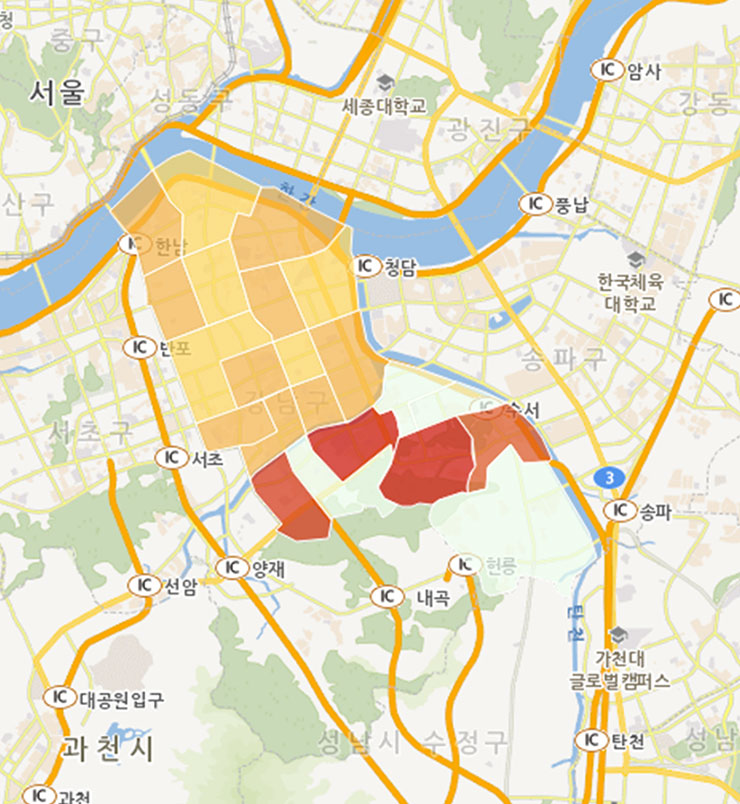 청
중구
서울
성동구
세종대학교
IC 암사
강동
광진구
산구
한강
IC 풍납
IC 한남
IC 청담
한국체육
대학교
IC
IC 반포
송파구
강남구
IC 수서
서초구
IC 서초
3
IC 송파
IC 양재
IC 헌릉
IC 선암
IC 내곡
탄천
가천대
글로벌캠퍼스
IC 대공원입구
과천시
성남시 수정구
IC 탄천
성남
IC 과천